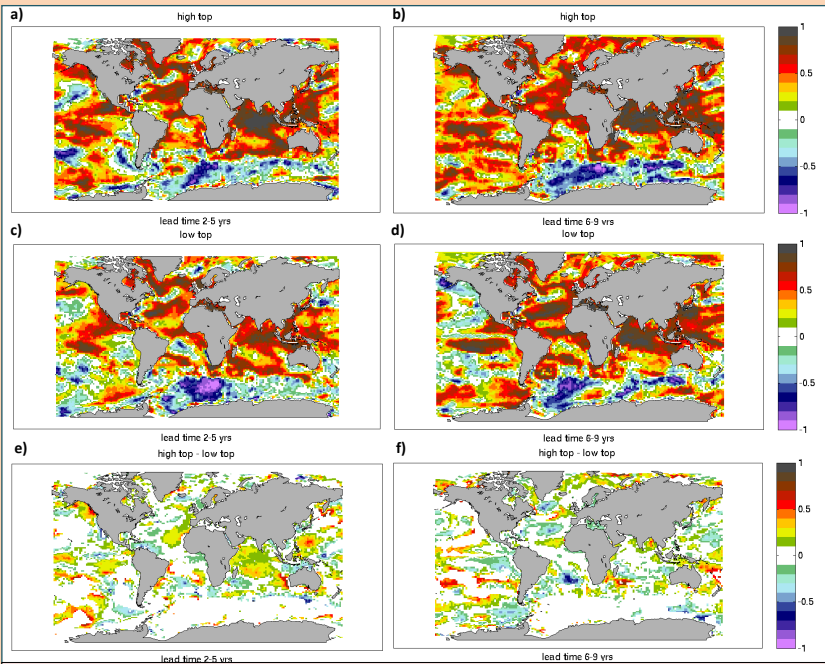 a)
high top
b)
high top
1
0.5
0
-0.5
-1
lead time 2-5 yrs
lead time 6-9 yrs
c)
low top
d)
low top
1
0.5
0
-0.5
-1
lead time 2-5 yrs
lead time 6-9 yrs
e)
high top - low top
f)
high top - low top
1
0.5
0
-0.5
-1
lead time 2-5 yrs
lead time 6-9 yrs